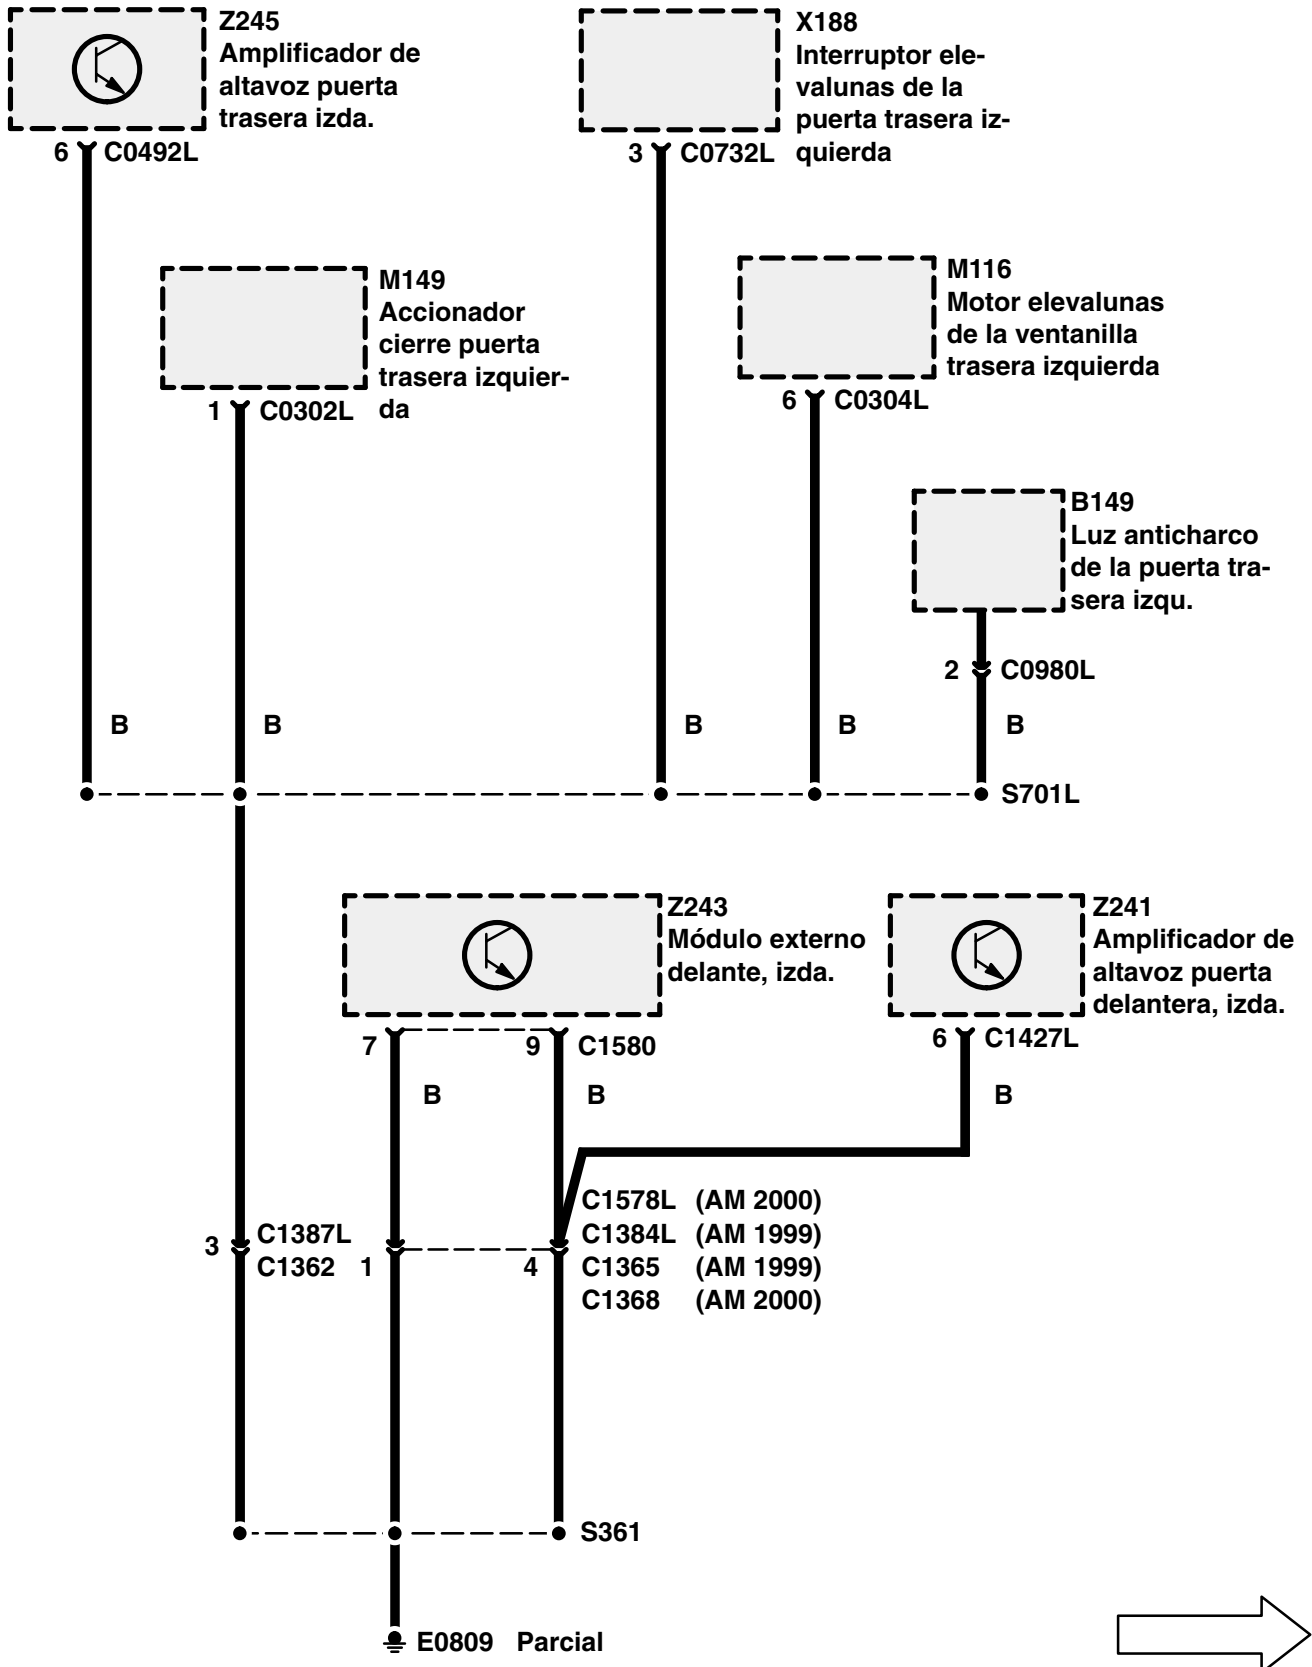 Z245
Amplificador de
altavoz puerta
trasera izda.
6 C0492L
X188
Interruptor ele-
valunas de la
puerta trasera iz-
quierda
3 C0732L
M149
Accionador
cierre puerta
trasera izquier-
da
1 C0302L
M116
Motor elevalunas
de la ventanilla
trasera izquierda
6 C0304L
B149
Luz anticharco
de la puerta tra-
sera izqu.
2 C0980L
B B B B B
S701L
Z243
Módulo externo
delante, izda.
7 9 C1580
Z241
Amplificador de
altavoz puerta
delantera, izda.
6 C1427L
B B B
3 C1387L
C1362
1 4
C1578L (AM 2000)
C1384L (AM 1999)
C1365 (AM 1999)
C1368 (AM 2000)
S361
E0809 Parcial